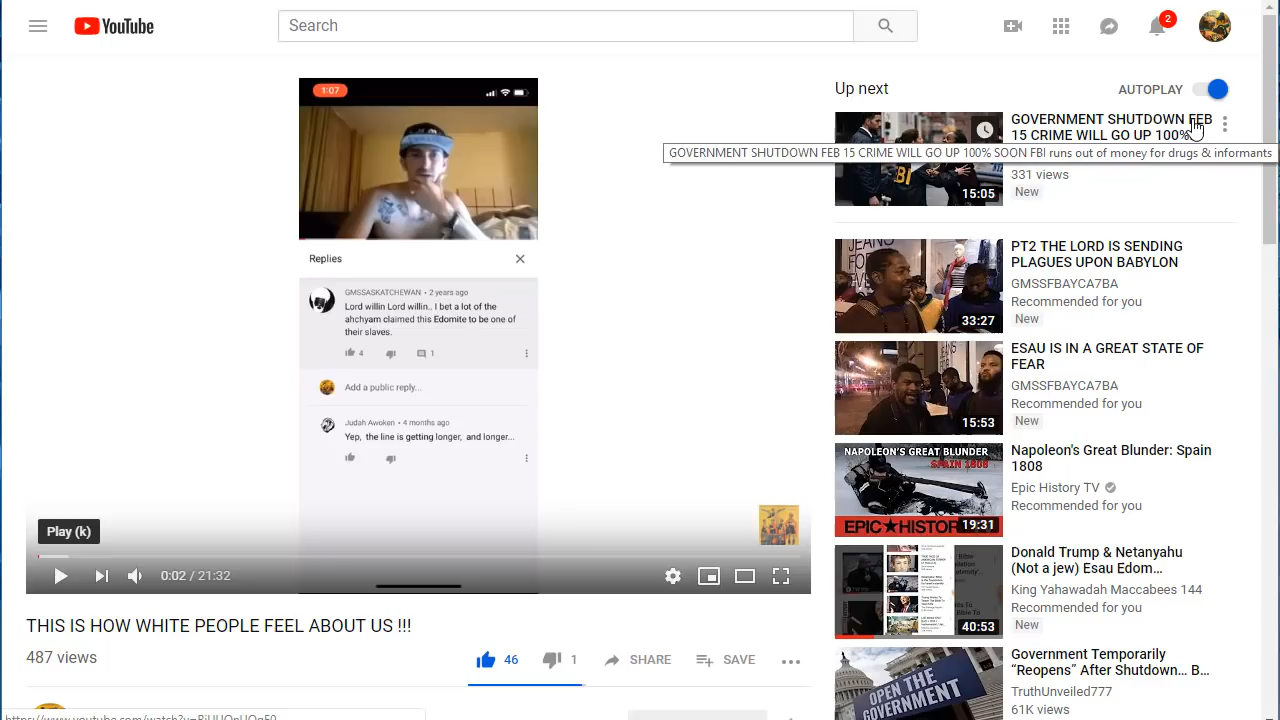 YouTube
Search
2
1:07
Replies
GMSSASKATCHEWAN • 2 years ago
Lord willin Lord willin.. I bet a lot of the
ahchyam claimed this Edomite to be one of
their slaves.
4
1
Add a public reply...
Judah Awoken • 4 months ago
Yep, the line is getting longer, and longer...
Play (k)
0:02
THIS IS HOW WHITE PEOPLE FEEL ABOUT US !!!
487 views
46
1
SHARE
SAVE
Up next
AUTOPLAY
GOVERNMENT SHUTDOWN FEB
15 CRIME WILL GO UP 100%
GOVERNMENT SHUTDOWN FEB 15 CRIME WILL GO UP 100% SOON FBI runs out of money for drugs & informants
331 views
New
15:05
PT2 THE LORD IS SENDING
PLAGUES UPON BABYLON
GMSSFBAYCA7BA
Recommended for you
New
33:27
ESAU IS IN A GREAT STATE OF
FEAR
GMSSFBAYCA7BA
Recommended for you
New
15:53
NAPOLEON'S GREAT BLUNDER
SPAIN 1808
EPIC★HISTOR
19:31
Napoleon's Great Blunder: Spain
1808
Epic History TV
Recommended for you
Donald Trump & Netanyahu
(Not a jew) Esau Edom...
King Yahawadah Maccabees 144
Recommended for you
New
40:53
Government Temporarily
“Reopens” After Shutdown... B...
TruthUnveiled777
61K views
OPEN THE
GOVERNMENT